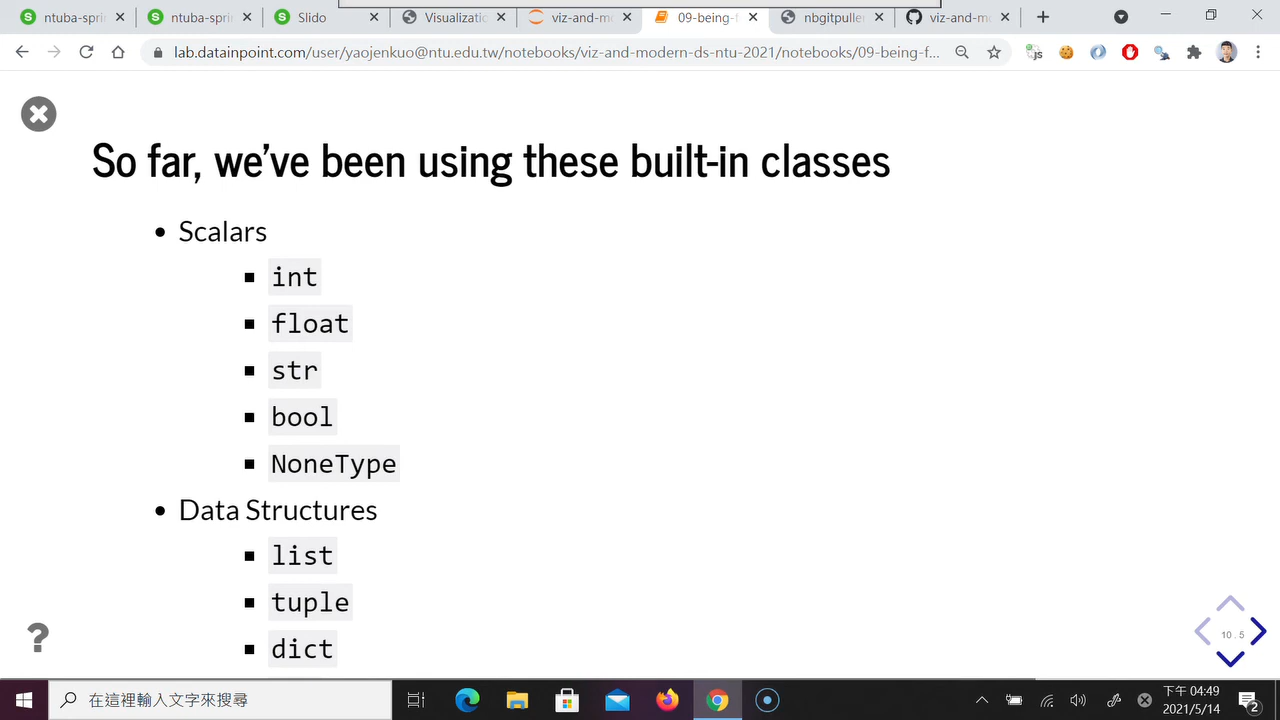 ntuba-spri
ntuba-spri
Slido
Visualizatio
viz-and-mo
09-being-f
nbgitpuller
viz-and-mo
lab.datainpoint.com/user/yaojenkuo@ntu.edu.tw/notebooks/viz-and-modern-ds-ntu-2021/notebooks/09-being-f...
JS
So far, we've been using these built-in classes
Scalars
int
float
str
bool
NoneType
Data Structures
list
tuple
dict
?
10.5
在這裡輸入文字來搜尋
下午 04:49
2021/5/14
2